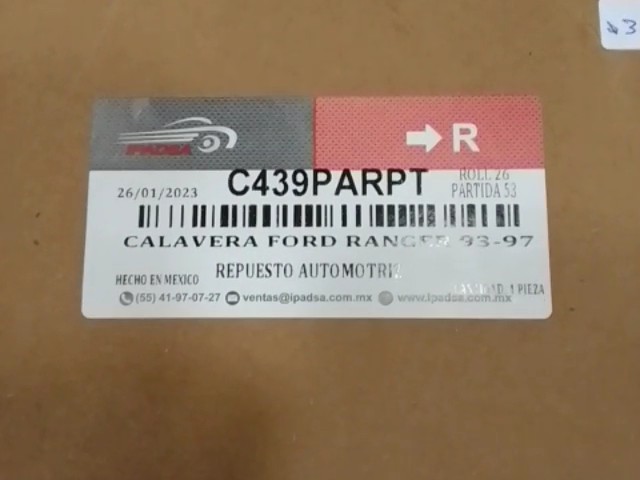 3
IPADSA
R
26/01/2023
C439PARPT
ROLL 26
PARTIDA 53
CALAVERA FORD RANGER 93-97
HECHO EN MEXICO
REPUESTO AUTOMOTRIZ
1 PIEZA
(55) 41-97-07-27 ventas@ipadsa.com.mx www.ipadsa.com.mx